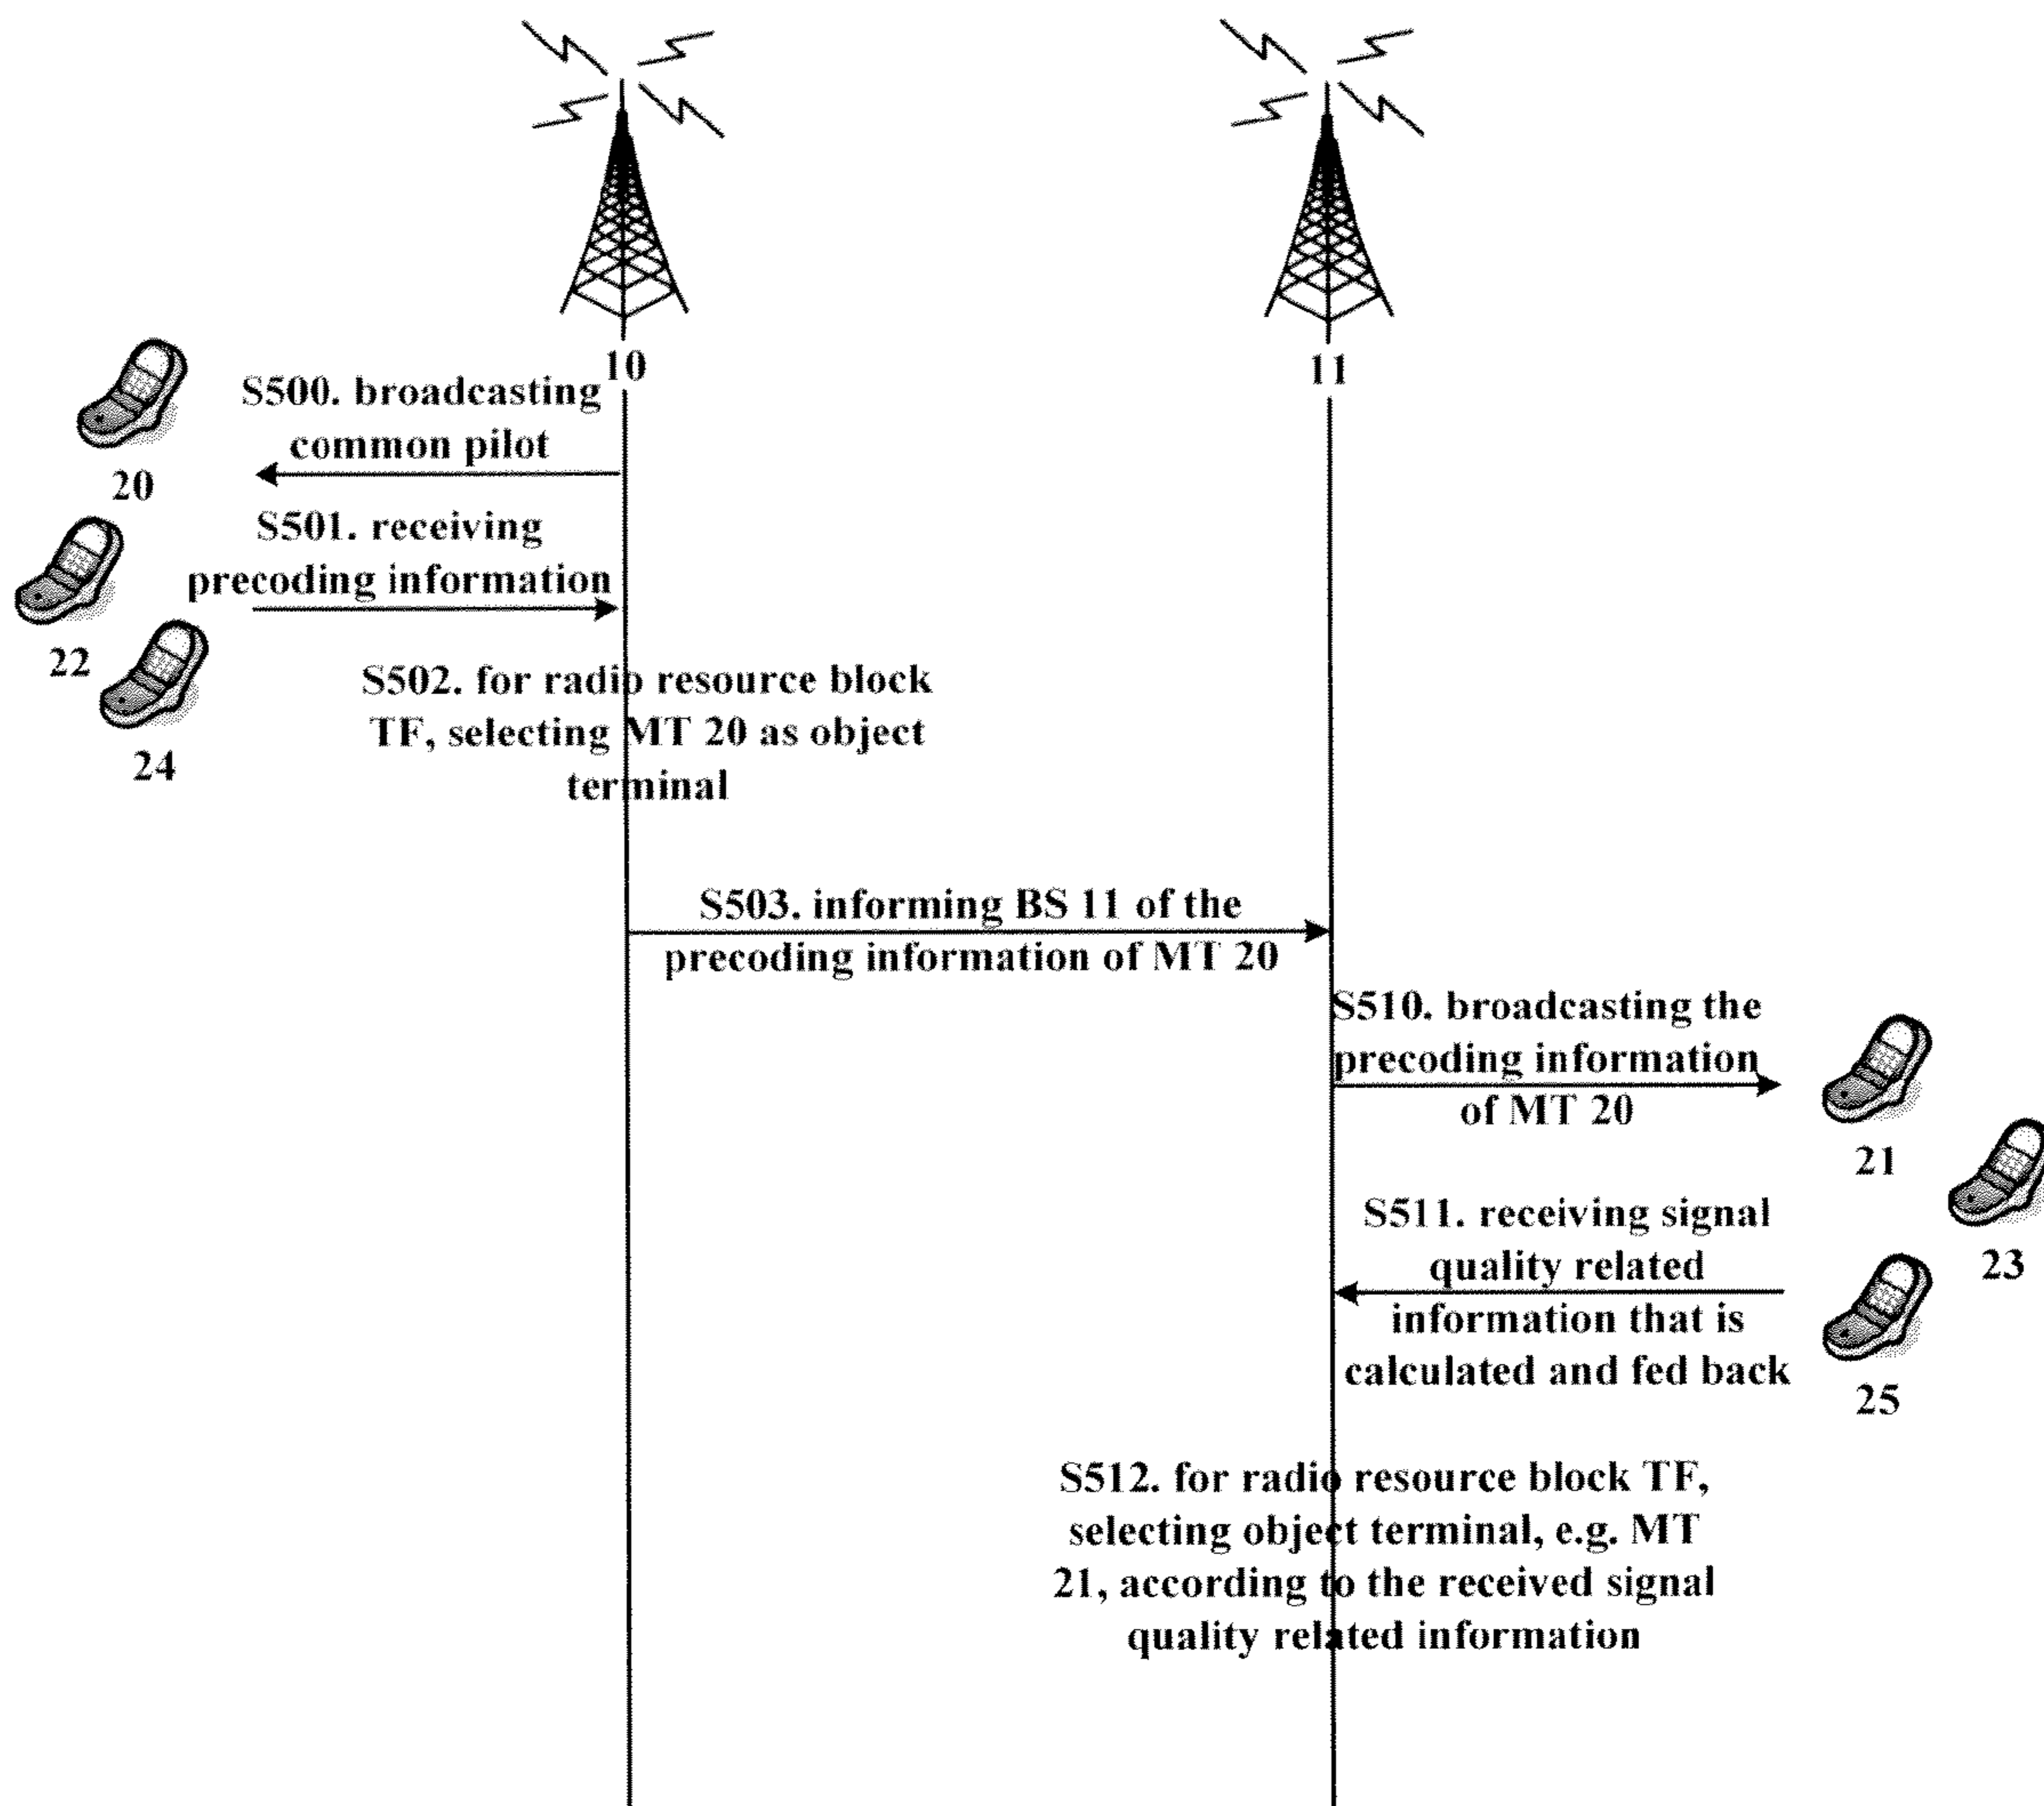 10
11
S500. broadcasting
common pilot
20
S501. receiving
precoding information
22
24
S502. for radio resource block
TF, selecting MT 20 as object
terminal
S503. informing BS 11 of the
precoding information of MT 20
S510. broadcasting the
precoding information
of MT 20
21
23
S511. receiving signal
quality related
information that is
calculated and fed back
25
S512. for radio resource block TF,
selecting object terminal, e.g. MT
21, according to the received signal
quality related information